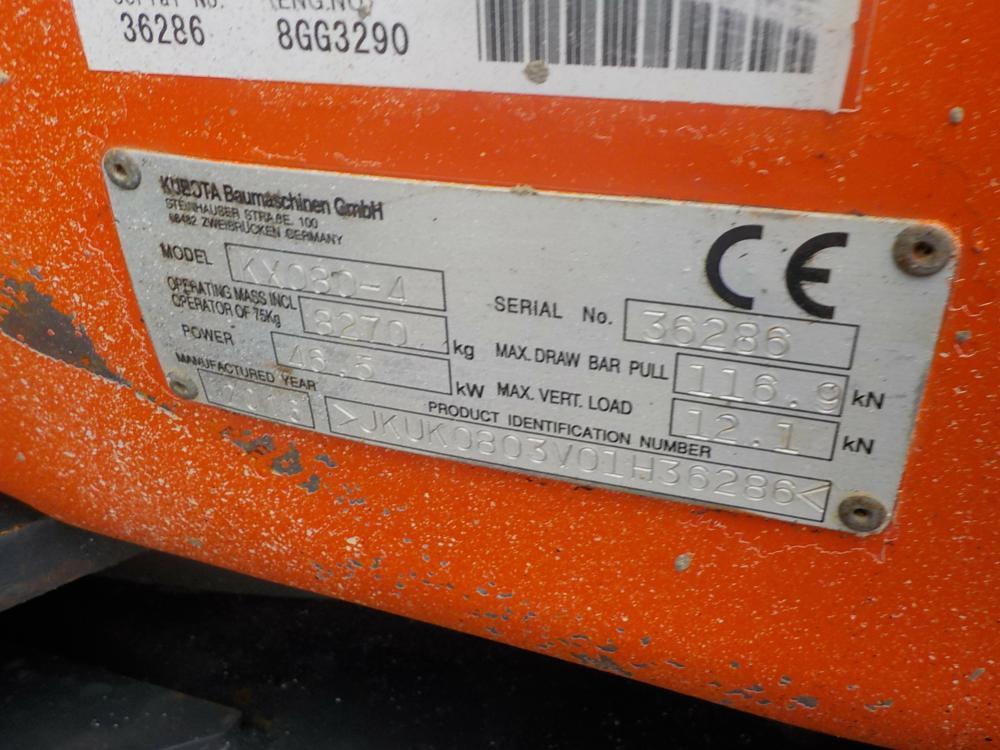 36286 8GG3290
KUBOTA Baumaschinen GmbH
STEINHAUSER STRAßE. 100
66482 ZWEIBRÜCKEN GERMANY
CE
MODEL KX080-4
SERIAL No. 36286
OPERATING MASS INCL
OPERATOR OF 75Kg 8270 kg
MAX. DRAW BAR PULL 116.9 kN
POWER 46.5 kW
MAX. VERT. LOAD 12.1 kN
MANUFACTURED YEAR
PRODUCT IDENTIFICATION NUMBER
>JKUK0803V01H36286<